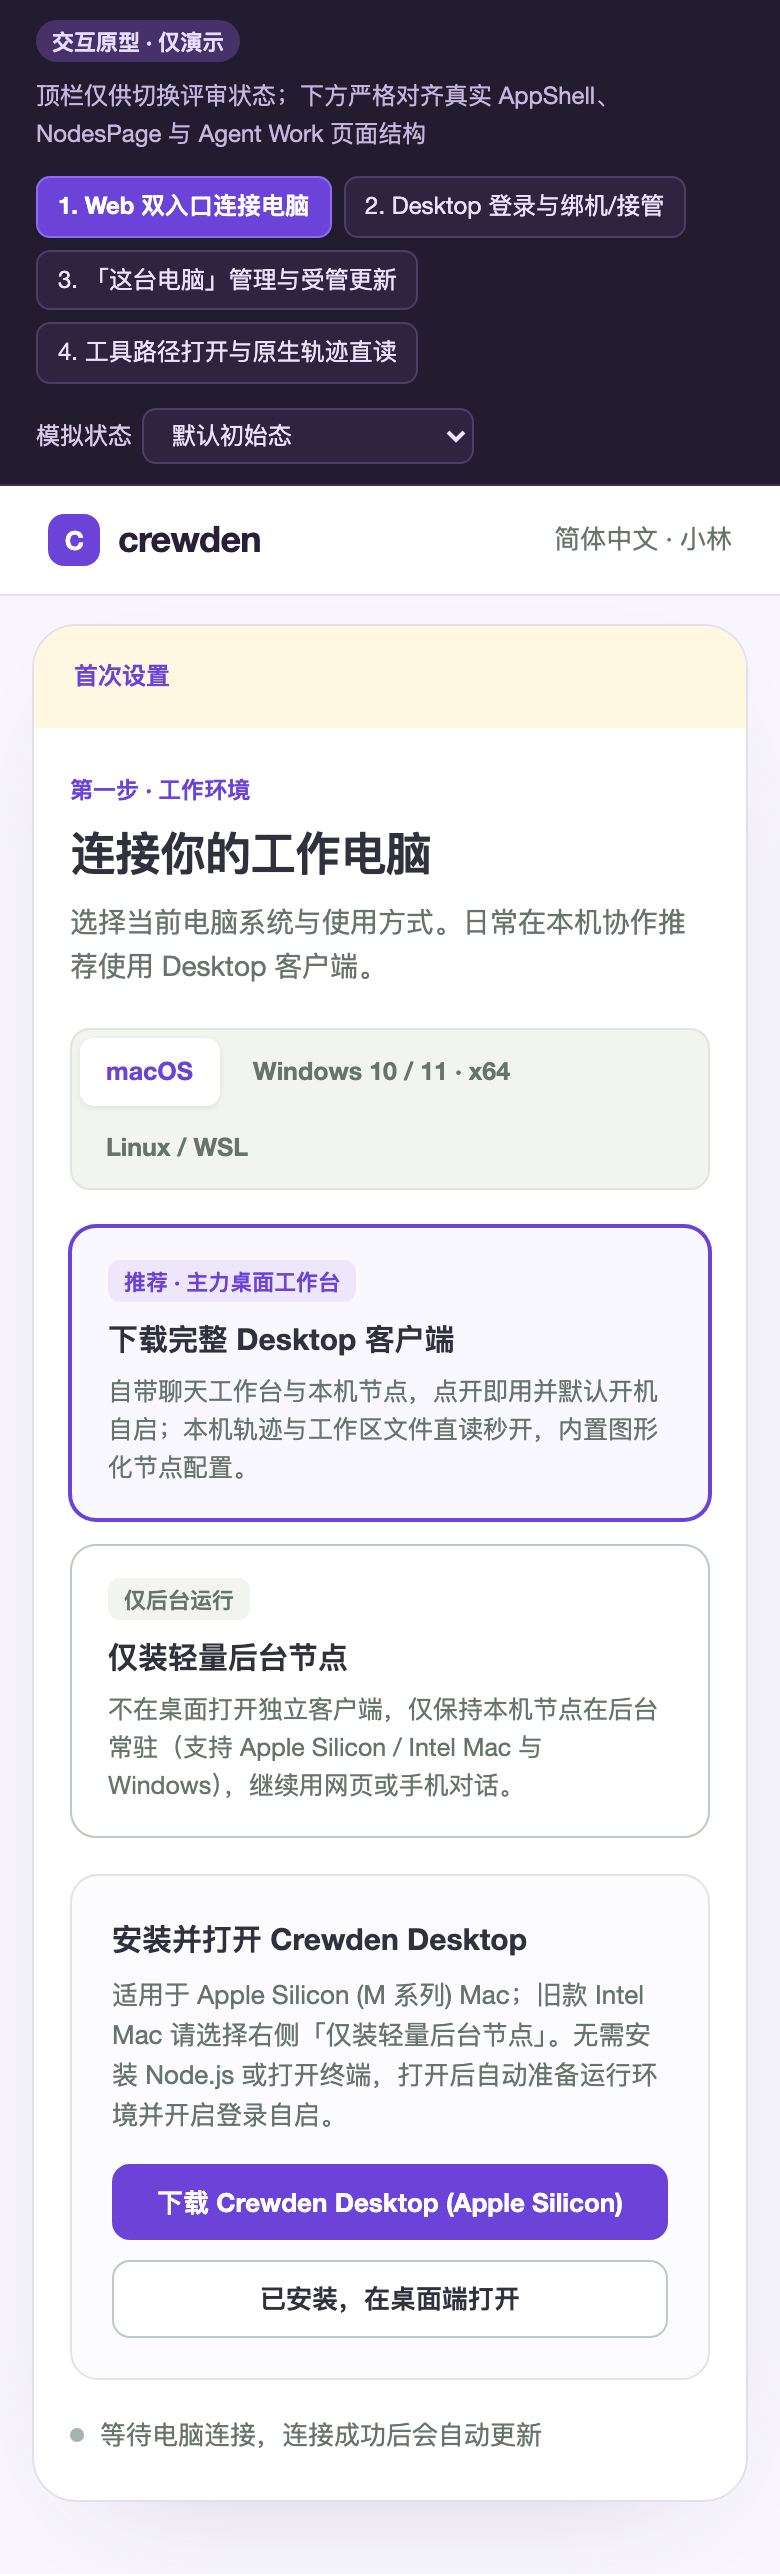 交互原型 · 仅演示
顶栏仅供切换评审状态；下方严格对齐真实 AppShell、
NodesPage 与 Agent Work 页面结构
1. Web 双入口连接电脑
2. Desktop 登录与绑机/接管
3. 「这台电脑」管理与受管更新
4. 工具路径打开与原生轨迹直读
模拟状态
默认初始态
C
crewden
简体中文 · 小林
首次设置
第一步 · 工作环境
连接你的工作电脑
选择当前电脑系统与使用方式。日常在本机协作推
荐使用 Desktop 客户端。
macOS
Windows 10 / 11 · x64
Linux / WSL
推荐 · 主力桌面工作台
下载完整 Desktop 客户端
自带聊天工作台与本机节点，点开即用并默认开机
自启；本机轨迹与工作区文件直读秒开，内置图形
化节点配置。
仅后台运行
仅装轻量后台节点
不在桌面打开独立客户端，仅保持本机节点在后台
常驻（支持 Apple Silicon / Intel Mac 与
Windows），继续用网页或手机对话。
安装并打开 Crewden Desktop
适用于 Apple Silicon (M 系列) Mac；旧款 Intel
Mac 请选择右侧「仅装轻量后台节点」。无需安
装 Node.js 或打开终端，打开后自动准备运行环
境并开启登录自启。
下载 Crewden Desktop (Apple Silicon)
已安装，在桌面端打开
等待电脑连接，连接成功后会自动更新